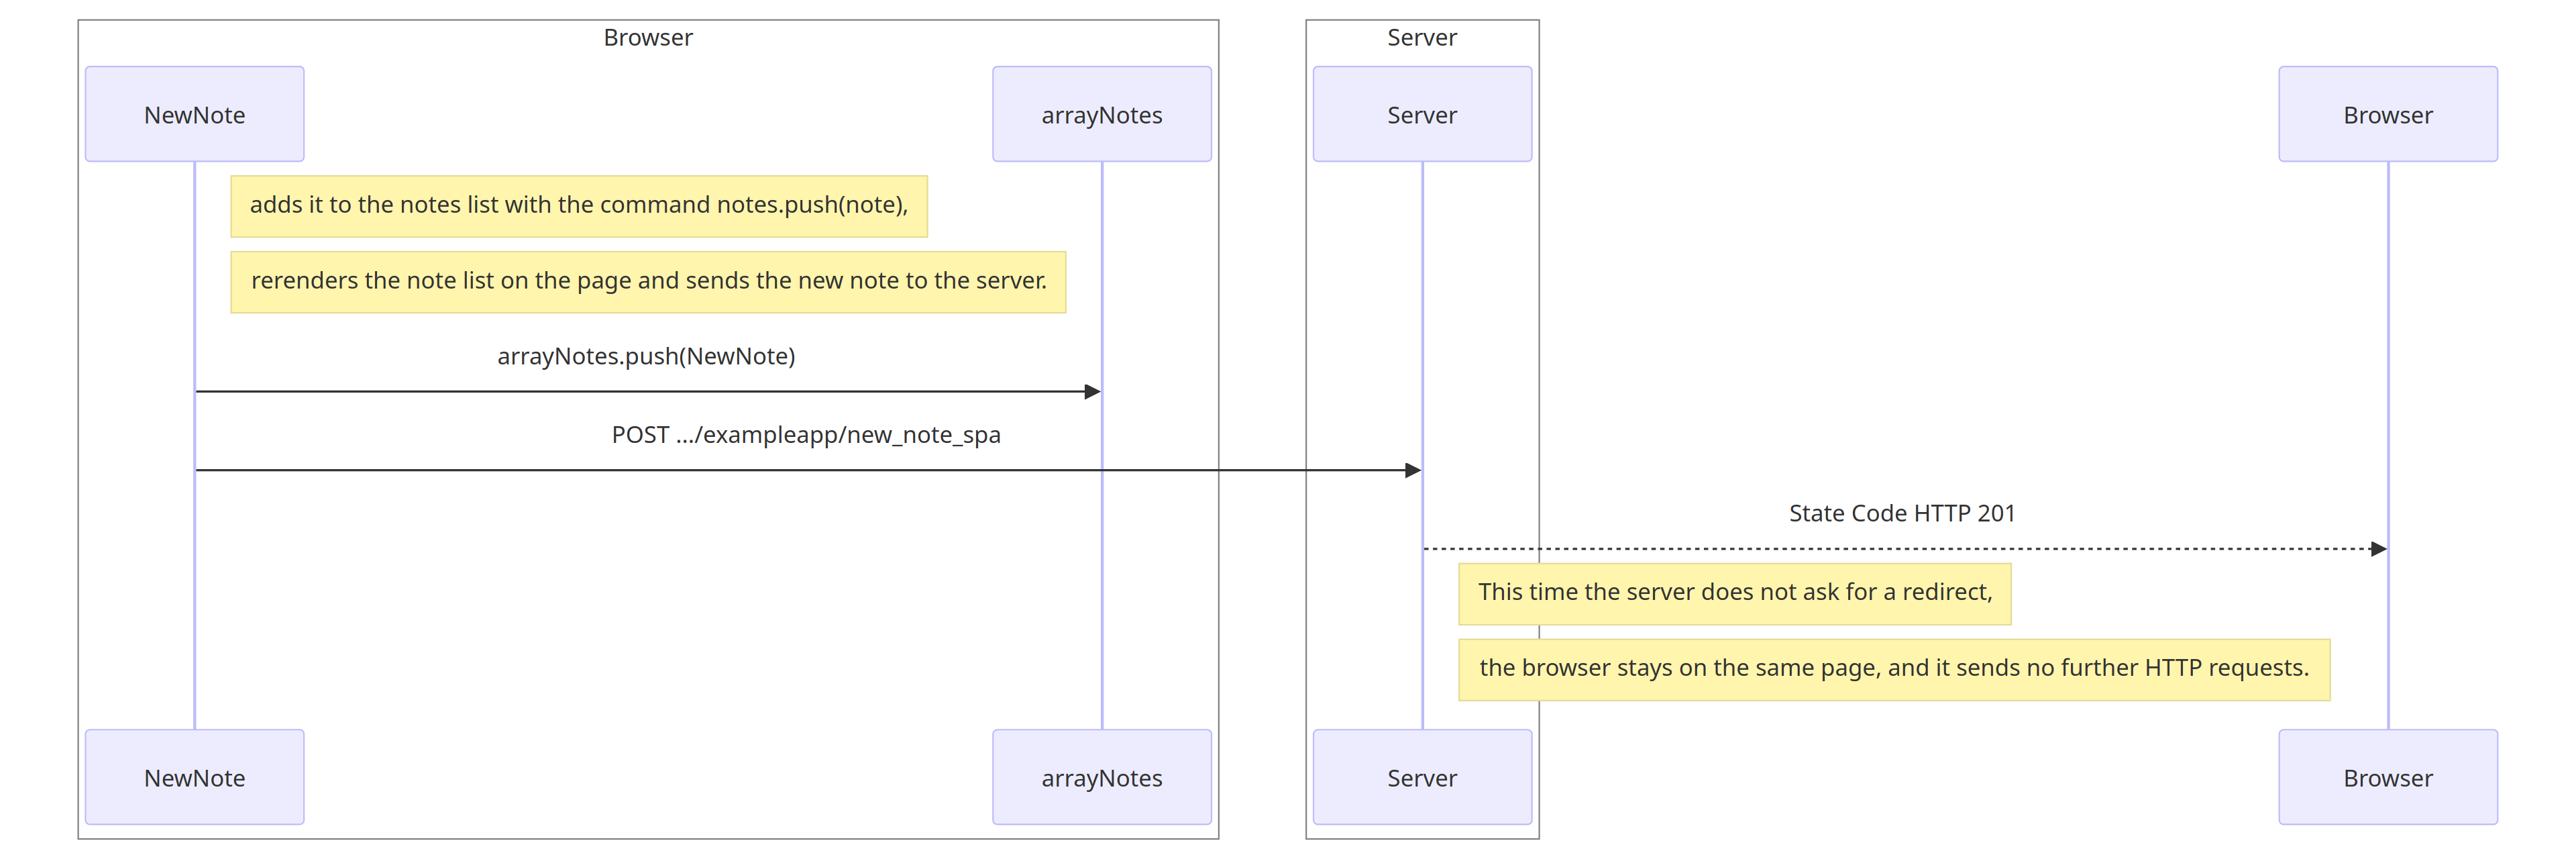 Browser
Server
NewNote
arrayNotes
Server
Browser
adds it to the notes list with the command notes.push(note),
rerenders the note list on the page and sends the new note to the server.
arrayNotes.push(NewNote)
POST .../exampleapp/new_note_spa
State Code HTTP 201
This time the server does not ask for a redirect,
the browser stays on the same page, and it sends no further HTTP requests.
NewNote
arrayNotes
Server
Browser